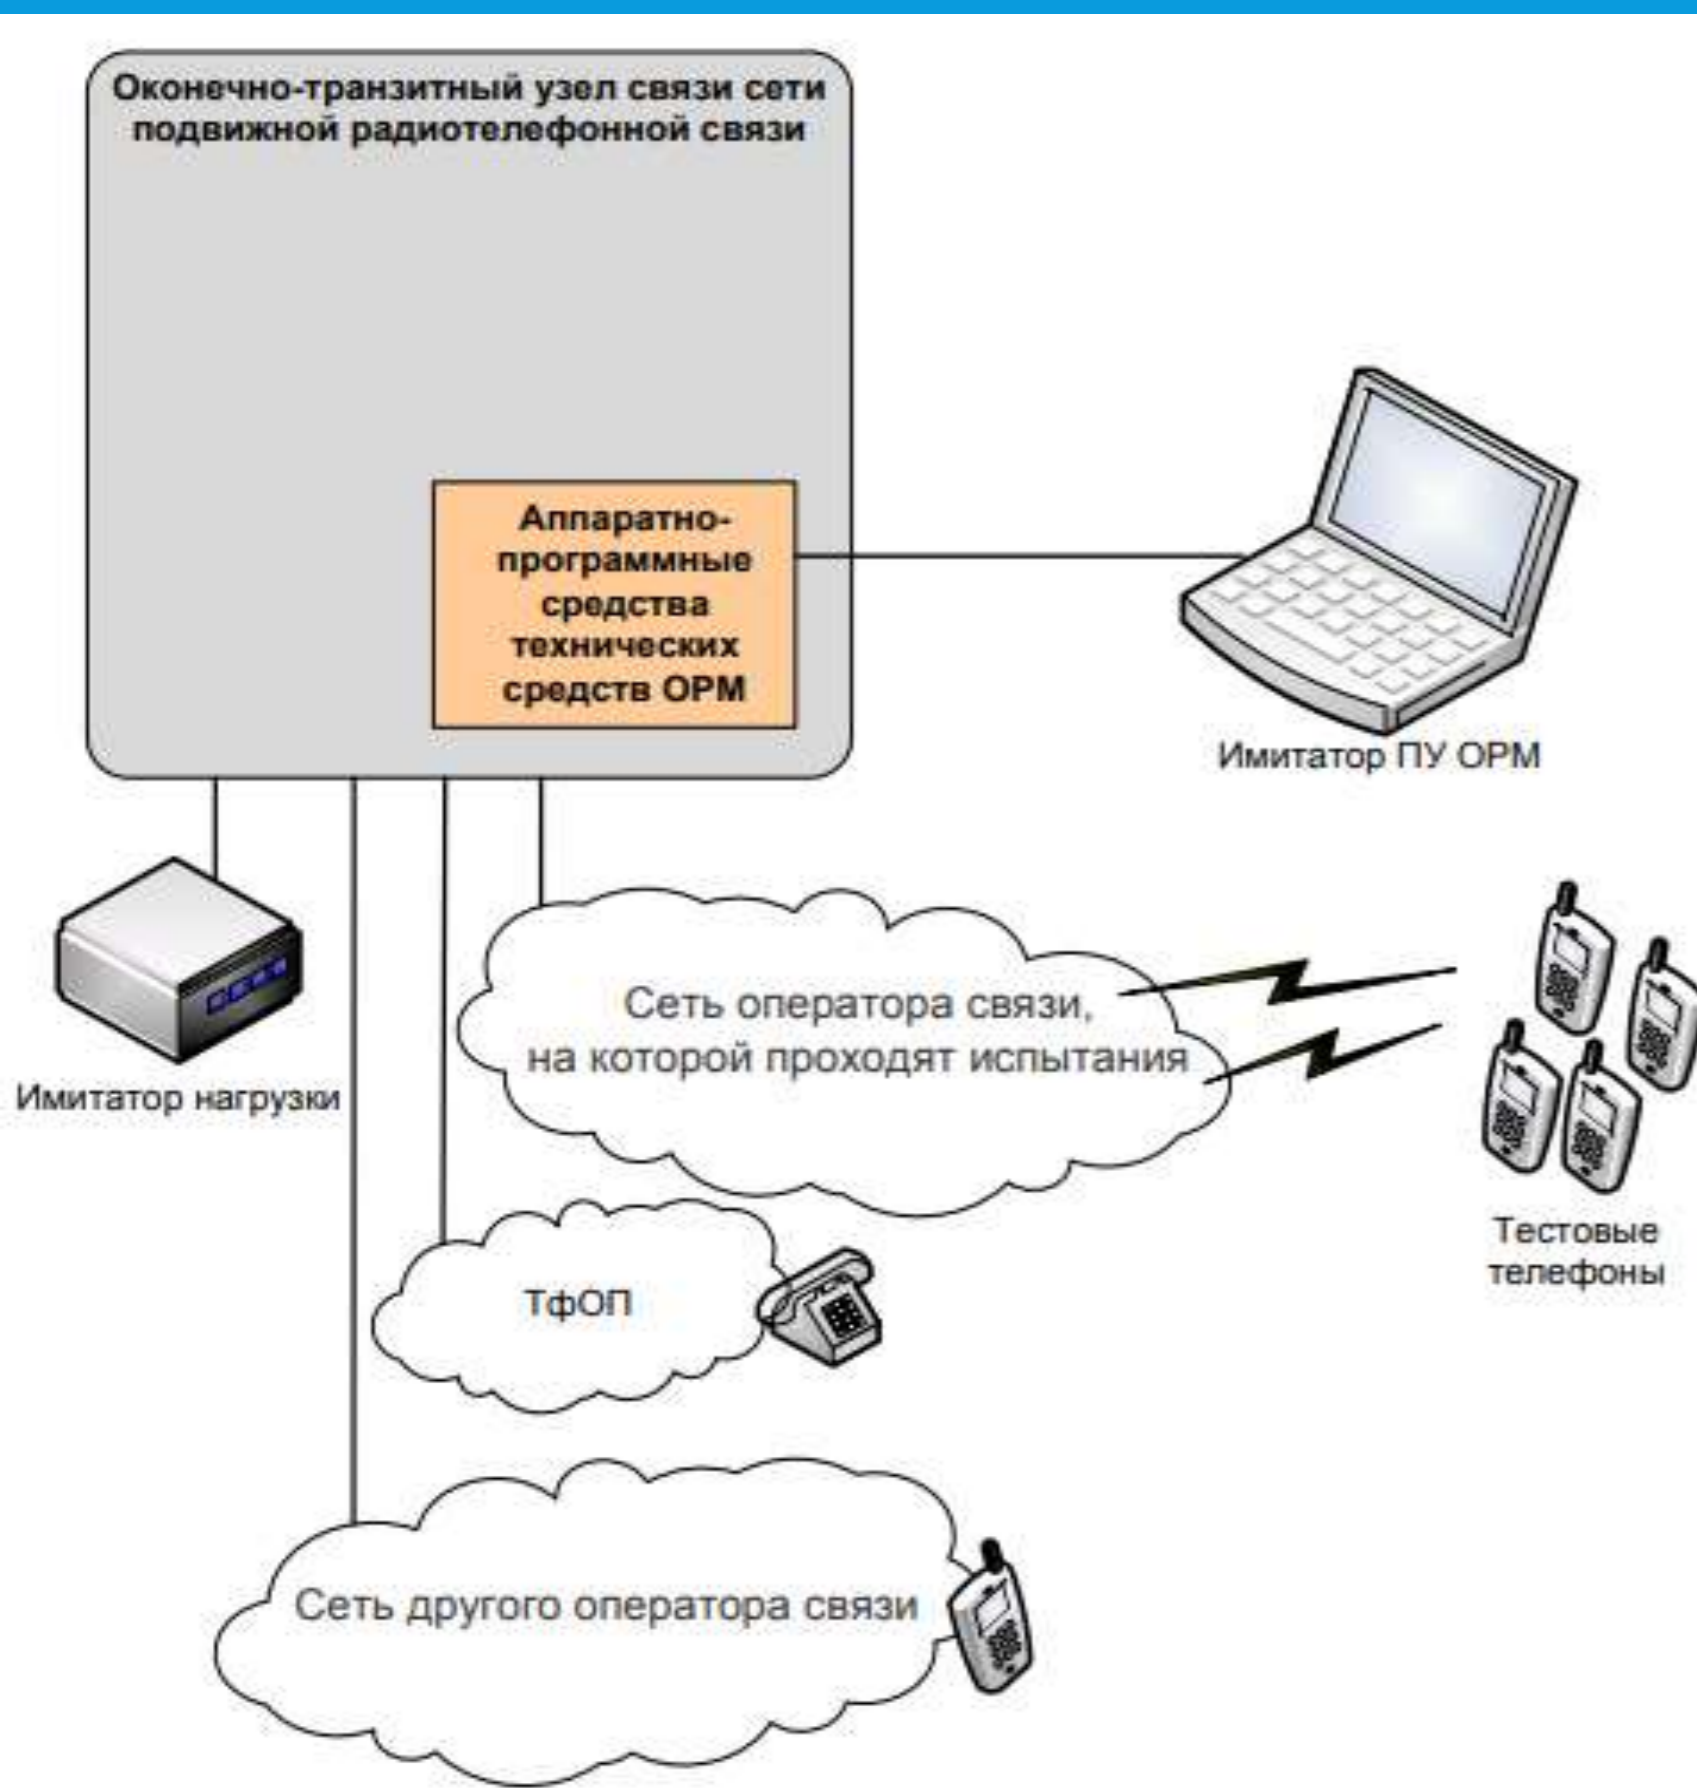 Оконечно-транзитный узел связи сети
подвижной радиотелефонной связи
Аппаратно-
программные
средства
технических
средств ОРМ
Имитатор ПУ ОРМ
Имитатор нагрузки
Сеть оператора связи,
на которой проходят испытания
Тестовые
телефоны
ТфОП
Сеть другого оператора связи